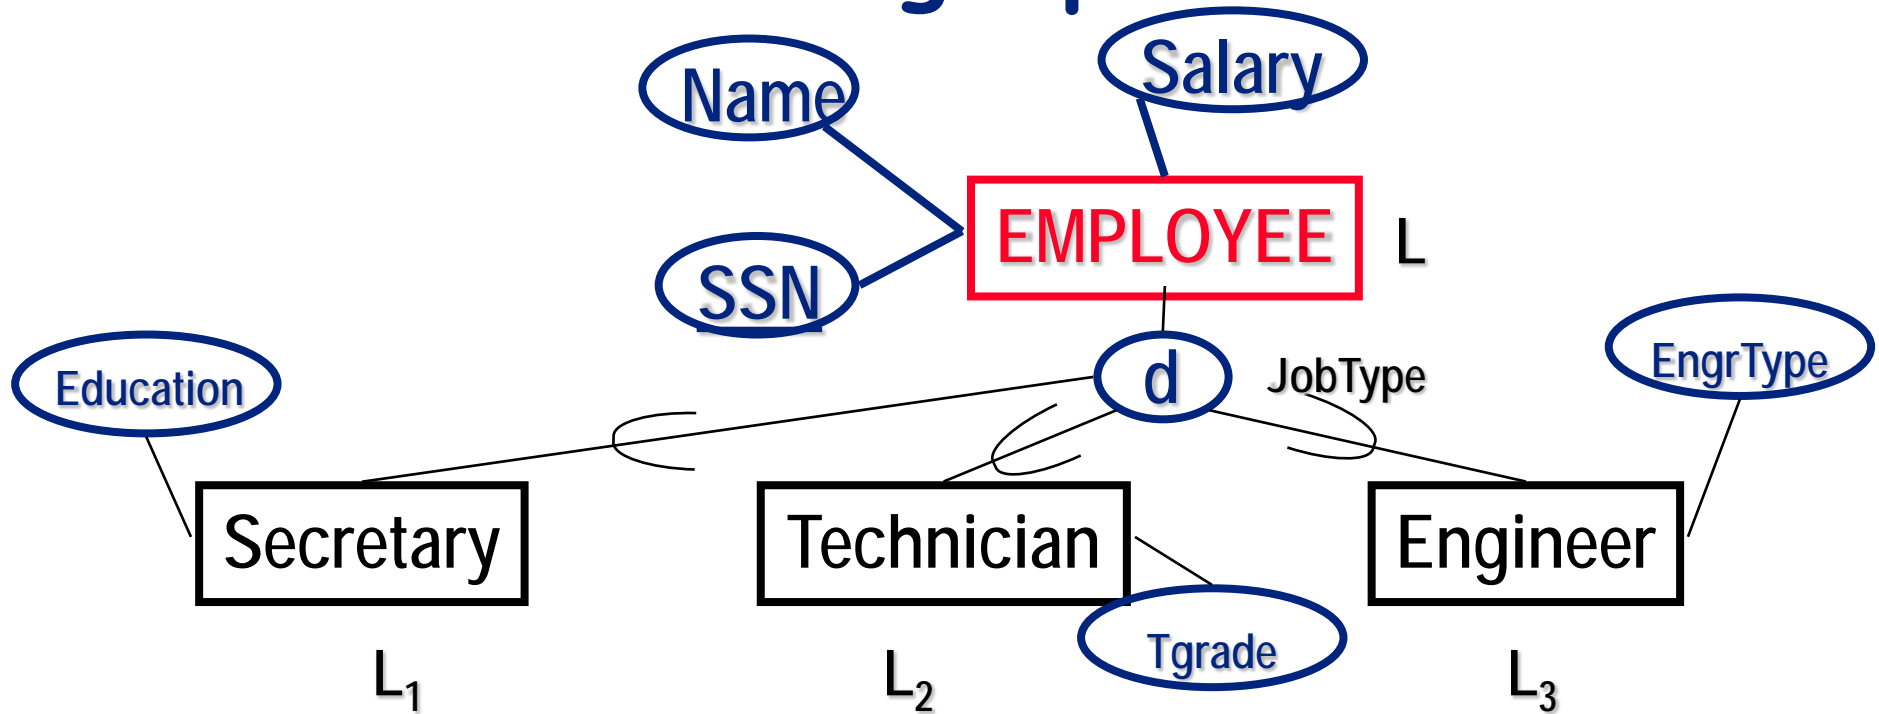 Name
Salary
EMPLOYEE
L
SSN
d
JobType
EngrType
Education
Secretary
Technician
Engineer
Tgrade
L1
L2
L3